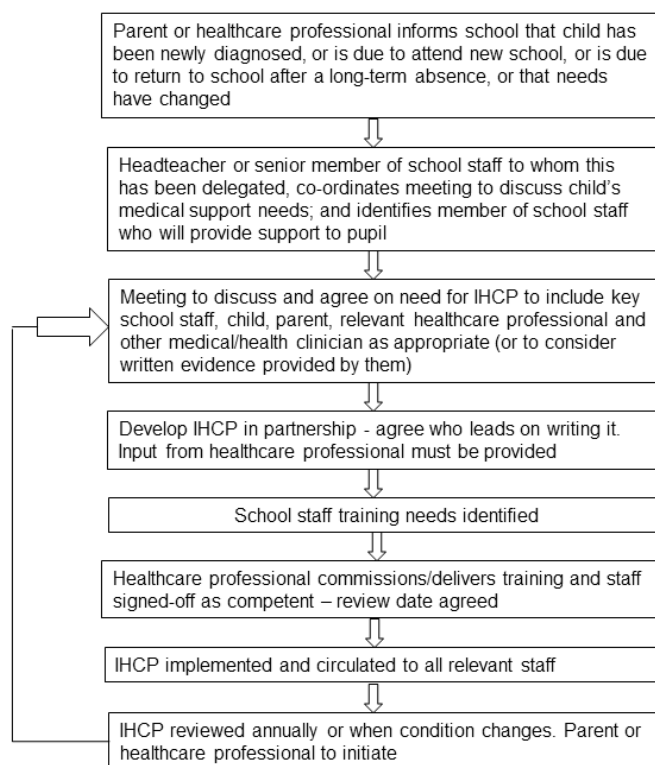 Parent or healthcare professional informs school that child has
been newly diagnosed, or is due to attend new school, or is due
to return to school after a long-term absence, or that needs
have changed
Headteacher or senior member of school staff to whom this
has been delegated, co-ordinates meeting to discuss child's
medical support needs; and identifies member of school staff
who will provide support to pupil
Meeting to discuss and agree on need for IHCP to include key
school staff, child, parent, relevant healthcare professional and
other medical/health clinician as appropriate (or to consider
written evidence provided by them)
Develop IHCP in partnership - agree who leads on writing it.
Input from healthcare professional must be provided
School staff training needs identified
Healthcare professional commissions/delivers training and staff
signed-off as competent – review date agreed
IHCP implemented and circulated to all relevant staff
IHCP reviewed annually or when condition changes. Parent or
healthcare professional to initiate